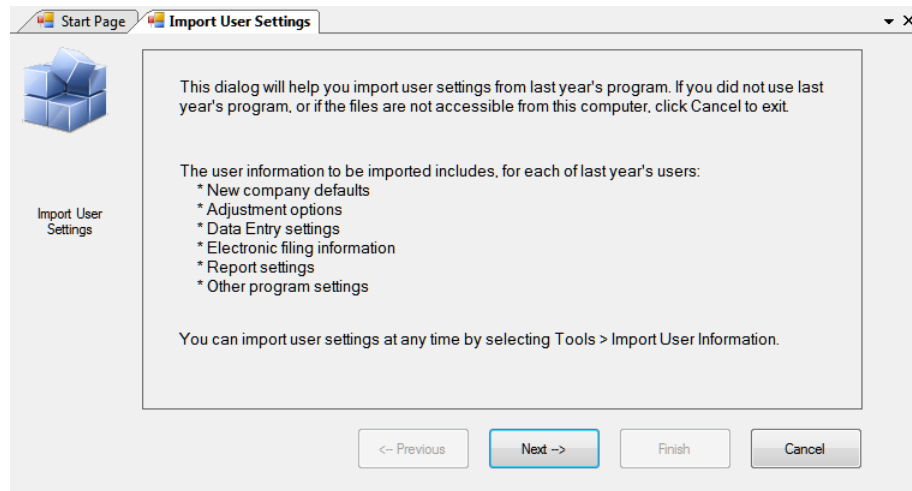 Start Page
Import User Settings
This dialog will help you import user settings from last year's program. If you did not use last
year's program, or if the files are not accessible from this computer, click Cancel to exit.
The user information to be imported includes, for each of last year's users:
* New company defaults
* Adjustment options
* Data Entry settings
* Electronic filing information
* Report settings
* Other program settings
Import User
Settings
You can import user settings at any time by selecting Tools > Import User Information.
<-- Previous
Next -->
Finish
Cancel